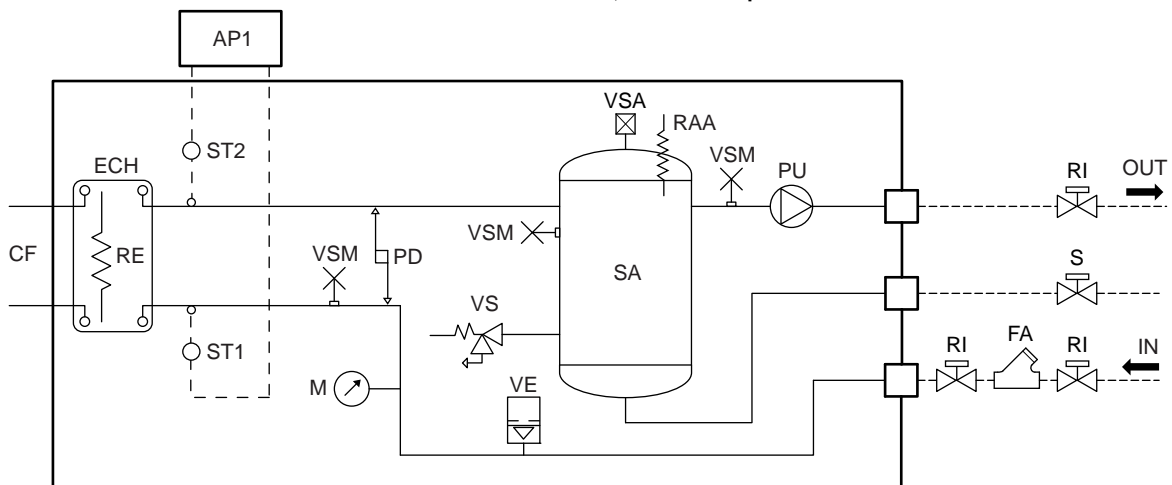 AP1
VSA
RAA
ST2
VSM
ECH
PU
RI
OUT
VSM
CF
RE
VSM
PD
SA
S
VS
ST1
FA
RI
RI
IN
M
VE